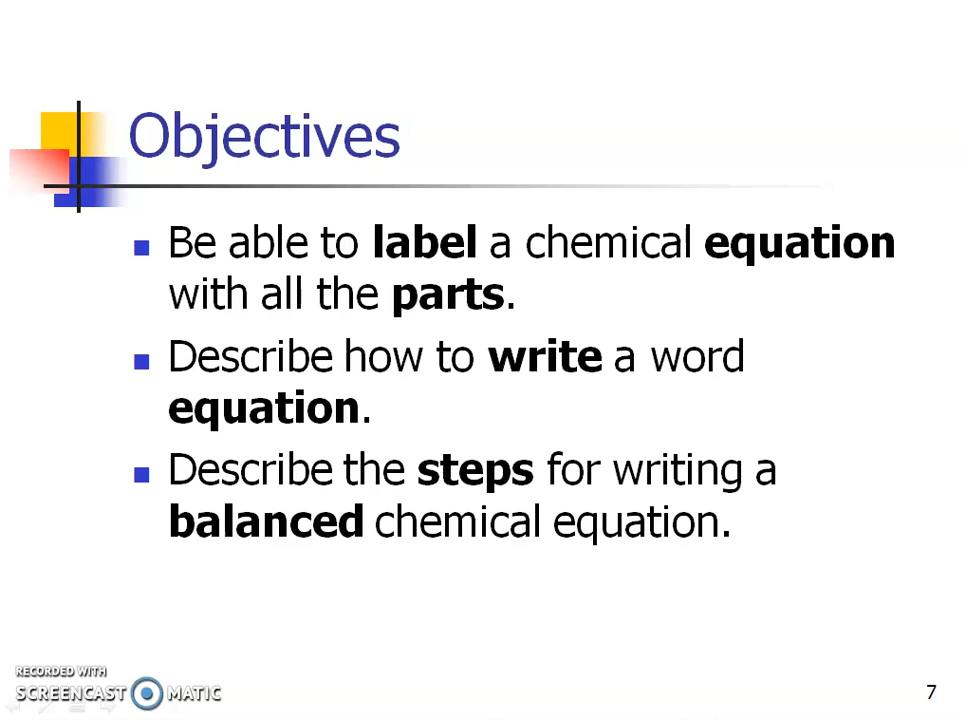 Objectives
Be able to label a chemical equation
with all the parts.
Describe how to write a word
equation.
Describe the steps for writing a
balanced chemical equation.
RECORDED WITH
SCREENCAST MATIC
7